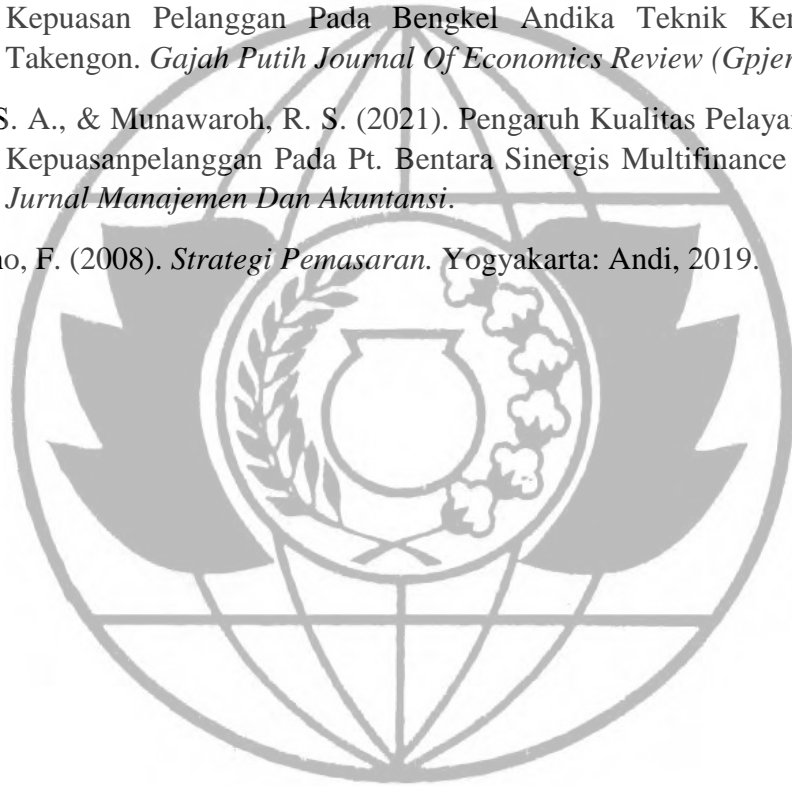 Kepuasan Pelanggan Pada Bengkel Andika Teknik Ken
Takengon. Gajah Putih Journal Of Economics Review (Gpjer
S. A., & Munawaroh, R. S. (2021). Pengaruh Kualitas Pelayan
Kepuasanpelanggan Pada Pt. Bentara Sinergis Multifinance
Jurnal Manajemen Dan Akuntansi.
no, F. (2008). Strategi Pemasaran. Yogyakarta: Andi, 2019.